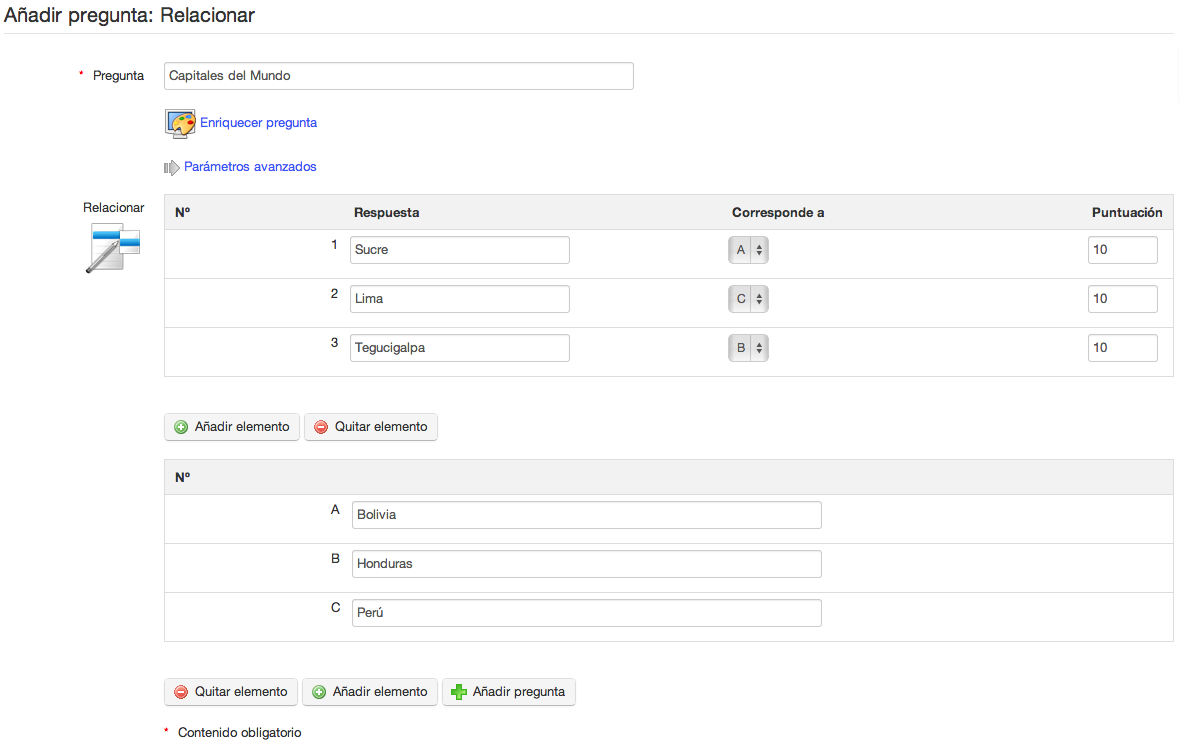 Añadir pregunta: Relacionar
* Pregunta Capitales del Mundo
Enriquecer pregunta
Parámetros avanzados
Relacionar
Nº Respuesta Corresponde a Puntuación
1 Sucre A 10
2 Lima C 10
3 Tegucigalpa B 10
Añadir elemento Quitar elemento
Nº
A Bolivia
B Honduras
C Perú
Quitar elemento Añadir elemento Añadir pregunta
* Contenido obligatorio